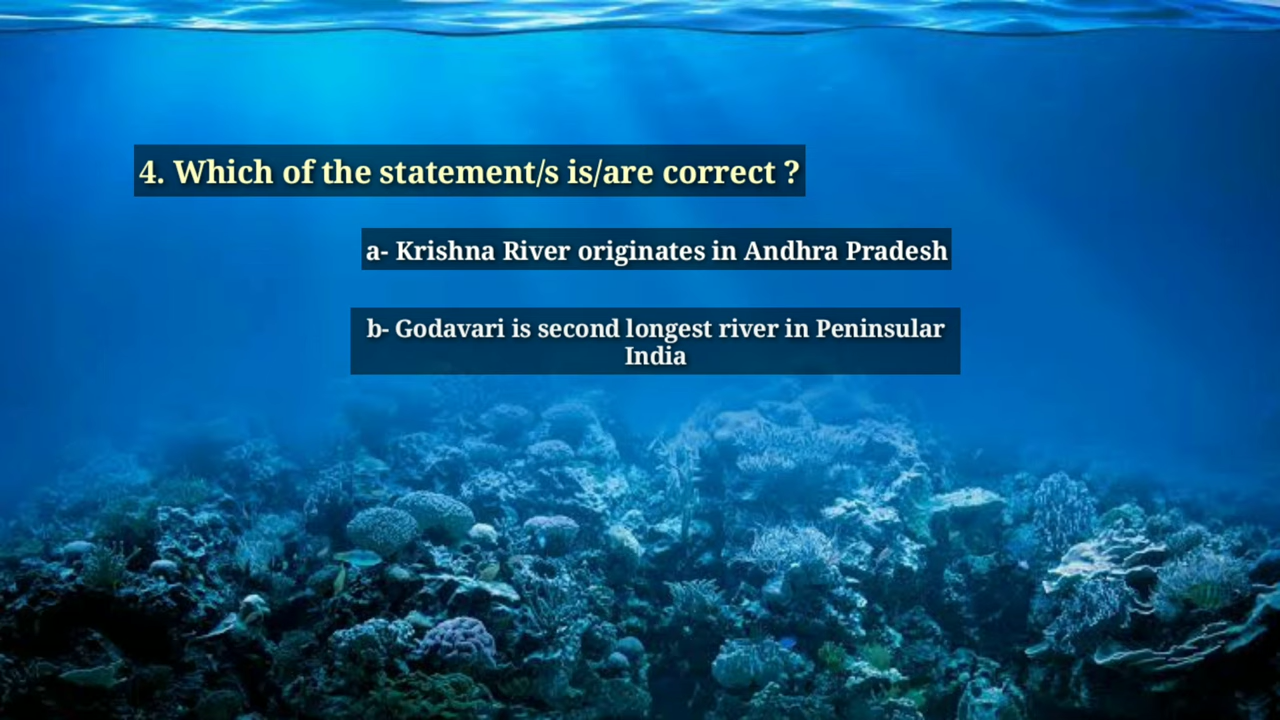 4. Which of the statement/s is/are correct ?
a- Krishna River originates in Andhra Pradesh
b- Godavari is second longest river in Peninsular
India